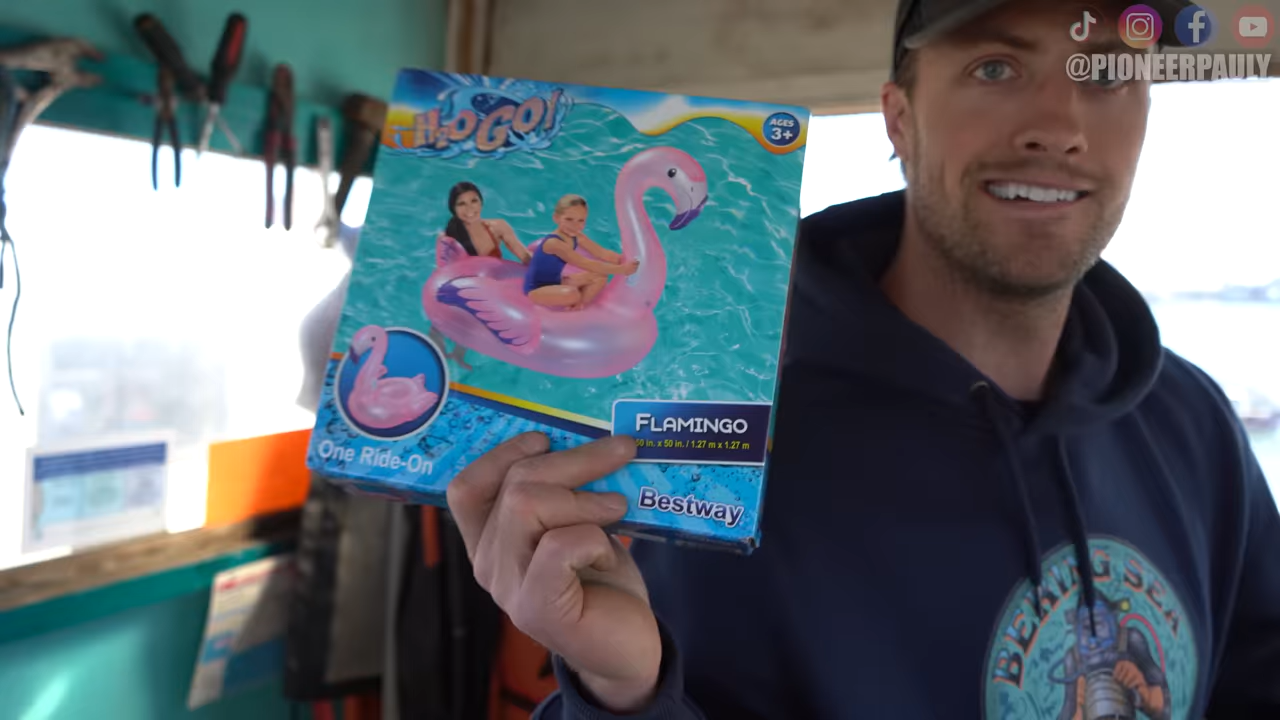 @PIONEERPAULY
H2OGO!
AGES
3+
FLAMINGO
50 in. x 50 in. / 1.27 m x 1.27 m
One Ride-On
Bestway
BERING SEA